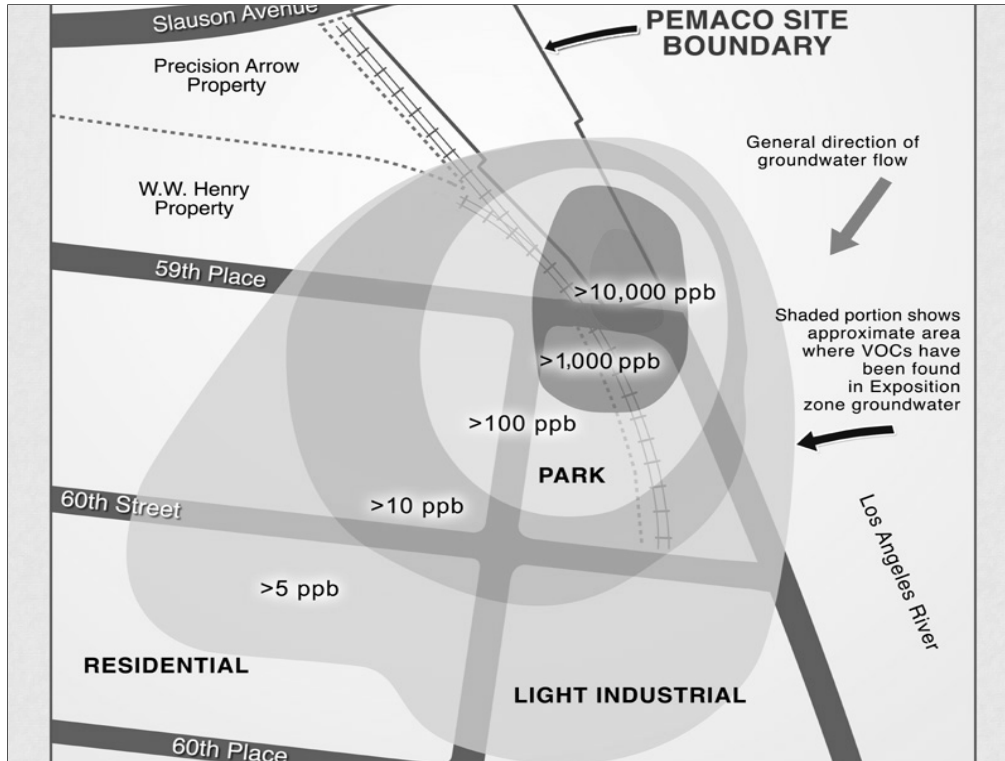 Slauson Avenue
PEMACO SITE
BOUNDARY
Precision Arrow
Property
General direction of
groundwater flow
W.W. Henry
Property
59th Place
>10,000 ppb
Shaded portion shows
approximate area
where VOCs have
been found
in Exposition
zone groundwater
>1,000 ppb
>100 ppb
PARK
60th Street
>10 ppb
Los Angeles River
>5 ppb
RESIDENTIAL
LIGHT INDUSTRIAL
60th Place